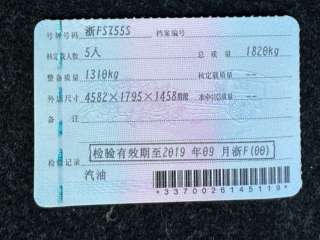 号牌号码 浙FS755S 档案编号
核定载人数 5人 总质量 1820kg
整备质量 1310kg 核定载质量 --
外廓尺寸 4582×1795×1458mm 准牵引总质量 --
备注
检验有效期至2019年09月浙F(00)
检验记录
汽油
*3370026145119*